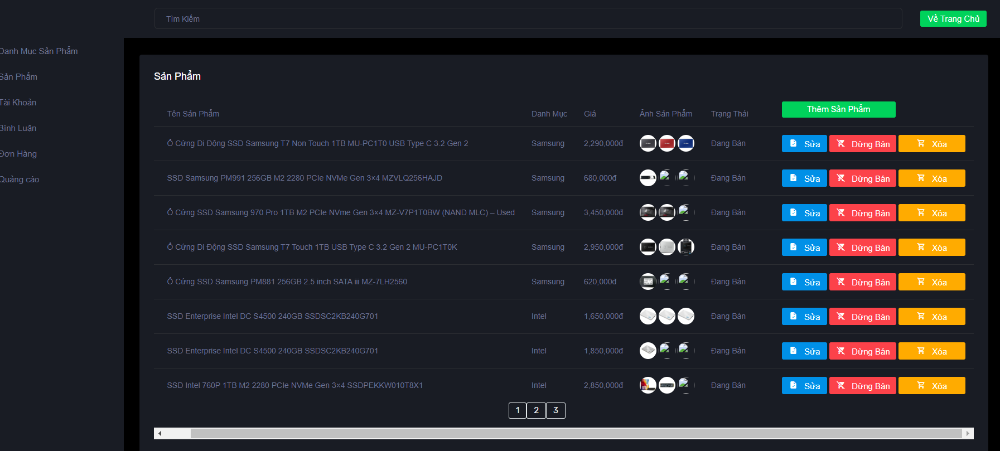 Tìm Kiếm
Về Trang Chủ
Danh Mục Sản Phẩm
Sản Phẩm
Tài Khoản
Bình Luận
Đơn Hàng
Quảng cáo
Sản Phẩm
Tên Sản Phẩm Danh Mục Giá Ảnh Sản Phẩm Trạng Thái Thêm Sản Phẩm
Ổ Cứng Di Động SSD Samsung T7 Non Touch 1TB MU-PC1T0 USB Type C 3.2 Gen 2 Samsung 2,290,000đ Đang Bán Sửa Dừng Bán Xóa
SSD Samsung PM991 256GB M2 2280 PCIe NVMe Gen 3×4 MZVLQ256HAJD Samsung 680,000đ Đang Bán Sửa Dừng Bán Xóa
Ổ Cứng SSD Samsung 970 Pro 1TB M2 PCIe NVme Gen 3×4 MZ-V7P1T0BW (NAND MLC) – Used Samsung 3,450,000đ Đang Bán Sửa Dừng Bán Xóa
Ổ Cứng Di Động SSD Samsung T7 Touch 1TB USB Type C 3.2 Gen 2 MU-PC1T0K Samsung 2,950,000đ Đang Bán Sửa Dừng Bán Xóa
Ổ Cứng SSD Samsung PM881 256GB 2.5 inch SATA iii MZ-7LH2560 Samsung 620,000đ Đang Bán Sửa Dừng Bán Xóa
SSD Enterprise Intel DC S4500 240GB SSDSC2KB240G701 Intel 1,650,000đ Đang Bán Sửa Dừng Bán Xóa
SSD Enterprise Intel DC S4500 240GB SSDSC2KB240G701 Intel 1,850,000đ Đang Bán Sửa Dừng Bán Xóa
SSD Intel 760P 1TB M2 2280 PCIe NVMe Gen 3×4 SSDPEKKW010T8X1 Intel 2,850,000đ Đang Bán Sửa Dừng Bán Xóa
1 2 3